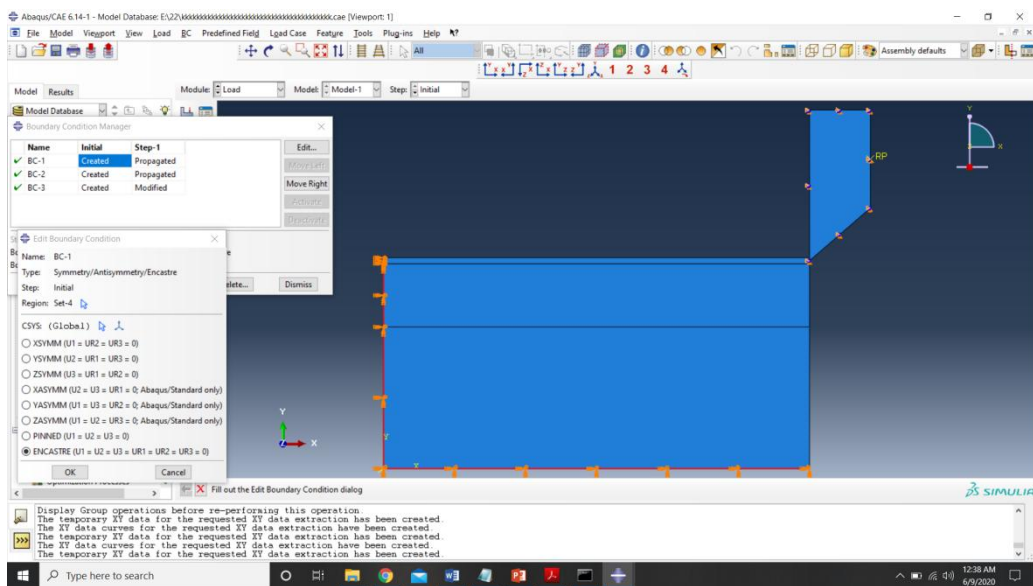 Abaqus/CAE 6.14-1 - Model Database: E:\22\kkkkkkkkkkkkkkkkkkkkkkkkkkkkkkkkkkkkkk.cae [Viewport: 1]
File Model Viewport View Load BC Predefined Field Load Case Feature Tools Plug-ins Help
All
Assembly defaults
1 2 3 4
Model Results
Module: Load
Model: Model-1
Step: Initial
Model Database
Boundary Condition Manager
Name Initial Step-1
BC-1 Created Propagated
BC-2 Created Propagated
BC-3 Created Modified
Edit...
Move Left
Move Right
Activate
Deactivate
Dismiss
Edit Boundary Condition
Name: BC-1
Type: Symmetry/Antisymmetry/Encastre
Step: Initial
Region: Set-4
CSYS: (Global)
XSYMM (U1 = UR2 = UR3 = 0)
YSYMM (U2 = UR1 = UR3 = 0)
ZSYMM (U3 = UR1 = UR2 = 0)
XASYMM (U2 = U3 = UR1 = 0; Abaqus/Standard only)
YASYMM (U1 = U3 = UR2 = 0; Abaqus/Standard only)
ZASYMM (U1 = U2 = UR3 = 0; Abaqus/Standard only)
PINNED (U1 = U2 = U3 = 0)
ENCASTRE (U1 = U2 = U3 = UR1 = UR2 = UR3 = 0)
OK Cancel
RP
Y
X
Y
X
Z
T
T
Fill out the Edit Boundary Condition dialog
SIMULIA
Display Group operations before re-performing this operation.
The temporary XY data for the requested XY data extraction has been created.
The XY data curves for the requested XY data extraction have been created.
The temporary XY data for the requested XY data extraction has been created.
The XY data curves for the requested XY data extraction have been created.
The temporary XY data for the requested XY data extraction has been created.
Type here to search
12:38 AM
6/9/2020